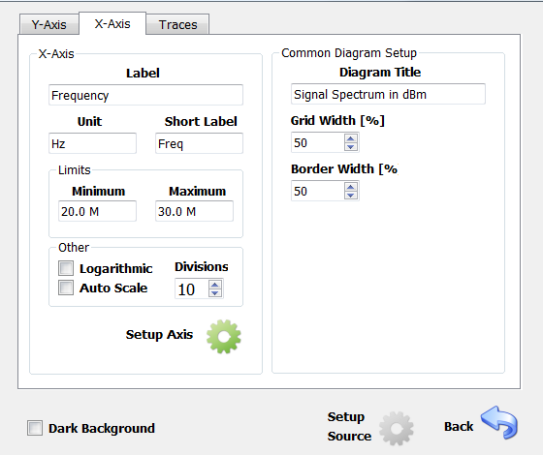 Y-Axis X-Axis Traces
X-Axis
Label
Frequency
Unit Short Label
Hz Freq
Limits
Minimum Maximum
20.0 M 30.0 M
Other
Logarithmic Divisions
Auto Scale 10
Setup Axis
Common Diagram Setup
Diagram Title
Signal Spectrum in dBm
Grid Width [%]
50
Border Width [%
50
Dark Background
Setup
Source
Back